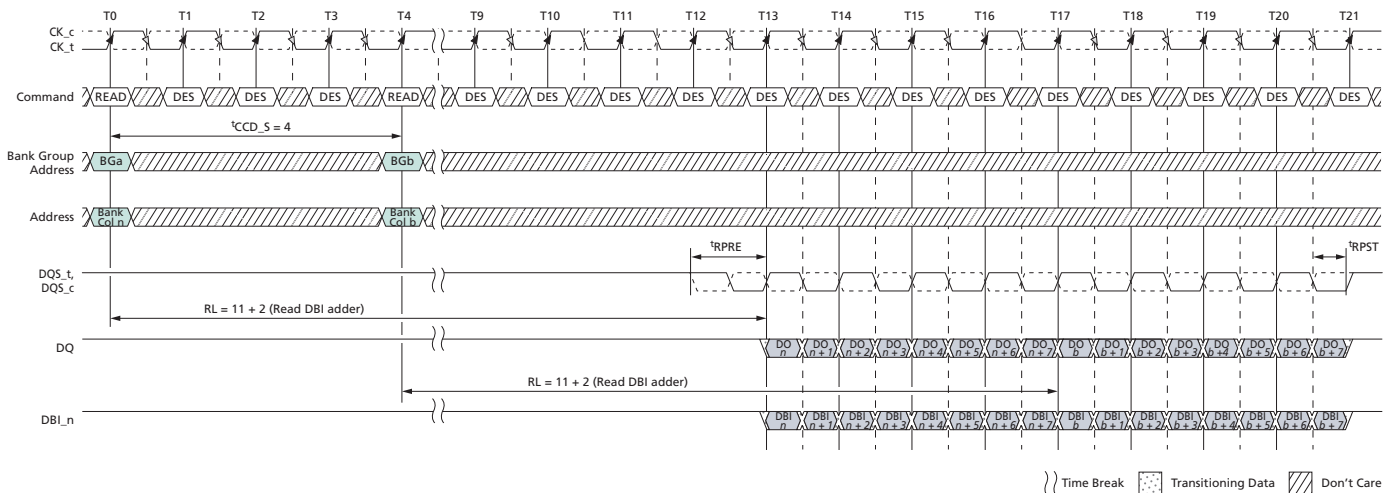 T0 T1 T2 T3 T4 T9 T10 T11 T12 T13 T14 T15 T16 T17 T18 T19 T20 T21
CK_c
CK_t
Command READ DES DES DES READ DES DES DES DES DES DES DES DES DES DES DES DES DES
tCCD_S = 4
Bank Group
Address BGa BGb
Address Bank
Col n Bank
Col b
tRPRE tRPST
DQS_t,
DQS_c
RL = 11 + 2 (Read DBI adder)
DQ DO
n DO
n + 1 DO
n + 2 DO
n + 3 DO
n + 4 DO
n + 5 DO
n + 6 DO
n + 7 DO
b DO
b + 1 DO
b + 2 DO
b + 3 DO
b + 4 DO
b + 5 DO
b + 6 DO
b + 7
RL = 11 + 2 (Read DBI adder)
DBI_n DBI
n DBI
n + 1 DBI
n + 2 DBI
n + 3 DBI
n + 4 DBI
n + 5 DBI
n + 6 DBI
n + 7 DBI
b DBI
b + 1 DBI
b + 2 DBI
b + 3 DBI
b + 4 DBI
b + 5 DBI
b + 6 DBI
b + 7
Time Break Transitioning Data Don't Care